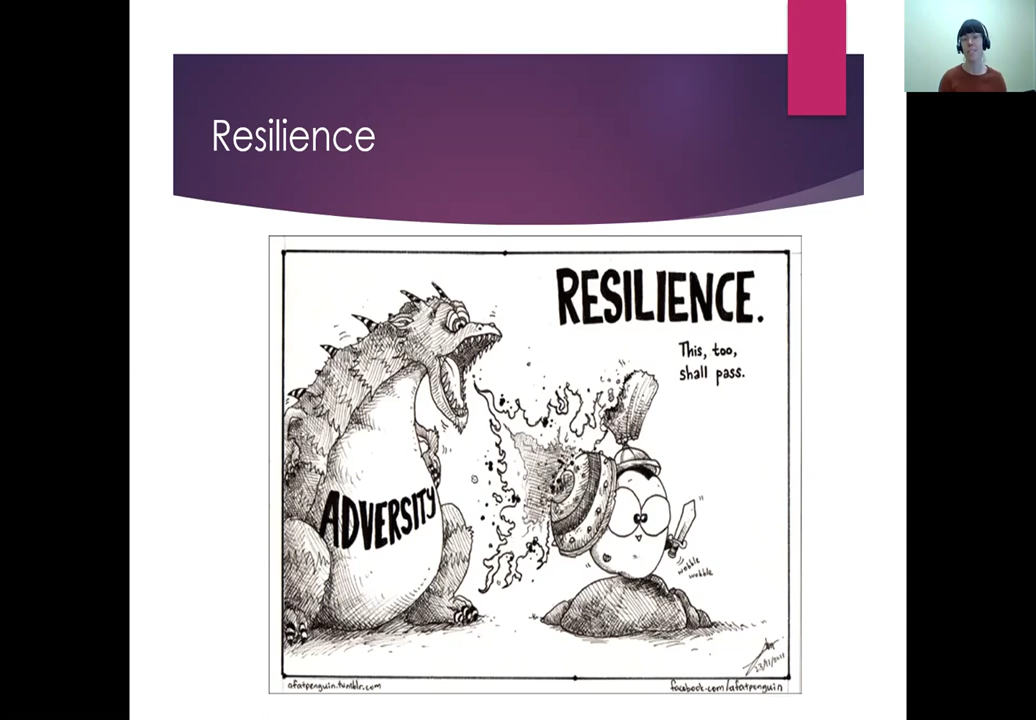 Resilience
RESILIENCE.
This, too,
shall pass.
ADVERSITY
wobble
wobble
afatpenguin.tumblr.com
facebook.com/afatpenguin